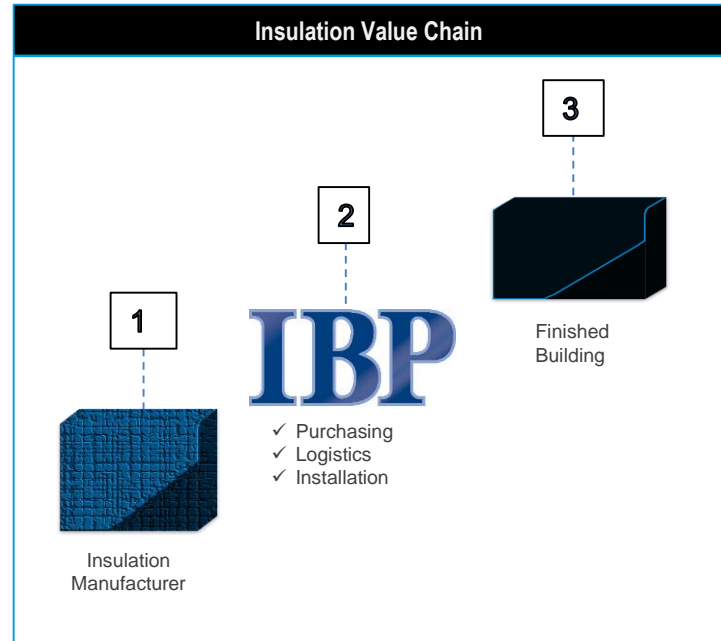 Insulation Value Chain
3
2
1
IBP
Finished
Building
✓ Purchasing
✓ Logistics
✓ Installation
Insulation
Manufacturer